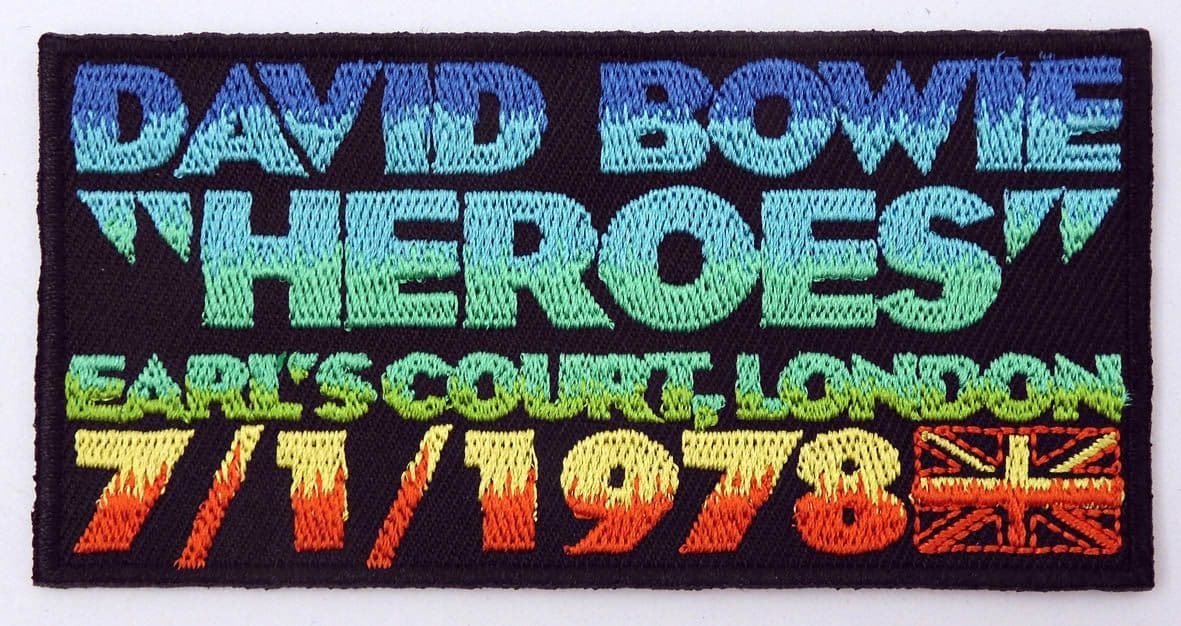 DAVID BOWIE
"HEROES"
EARL'S COURT, LONDON
7/1/1978